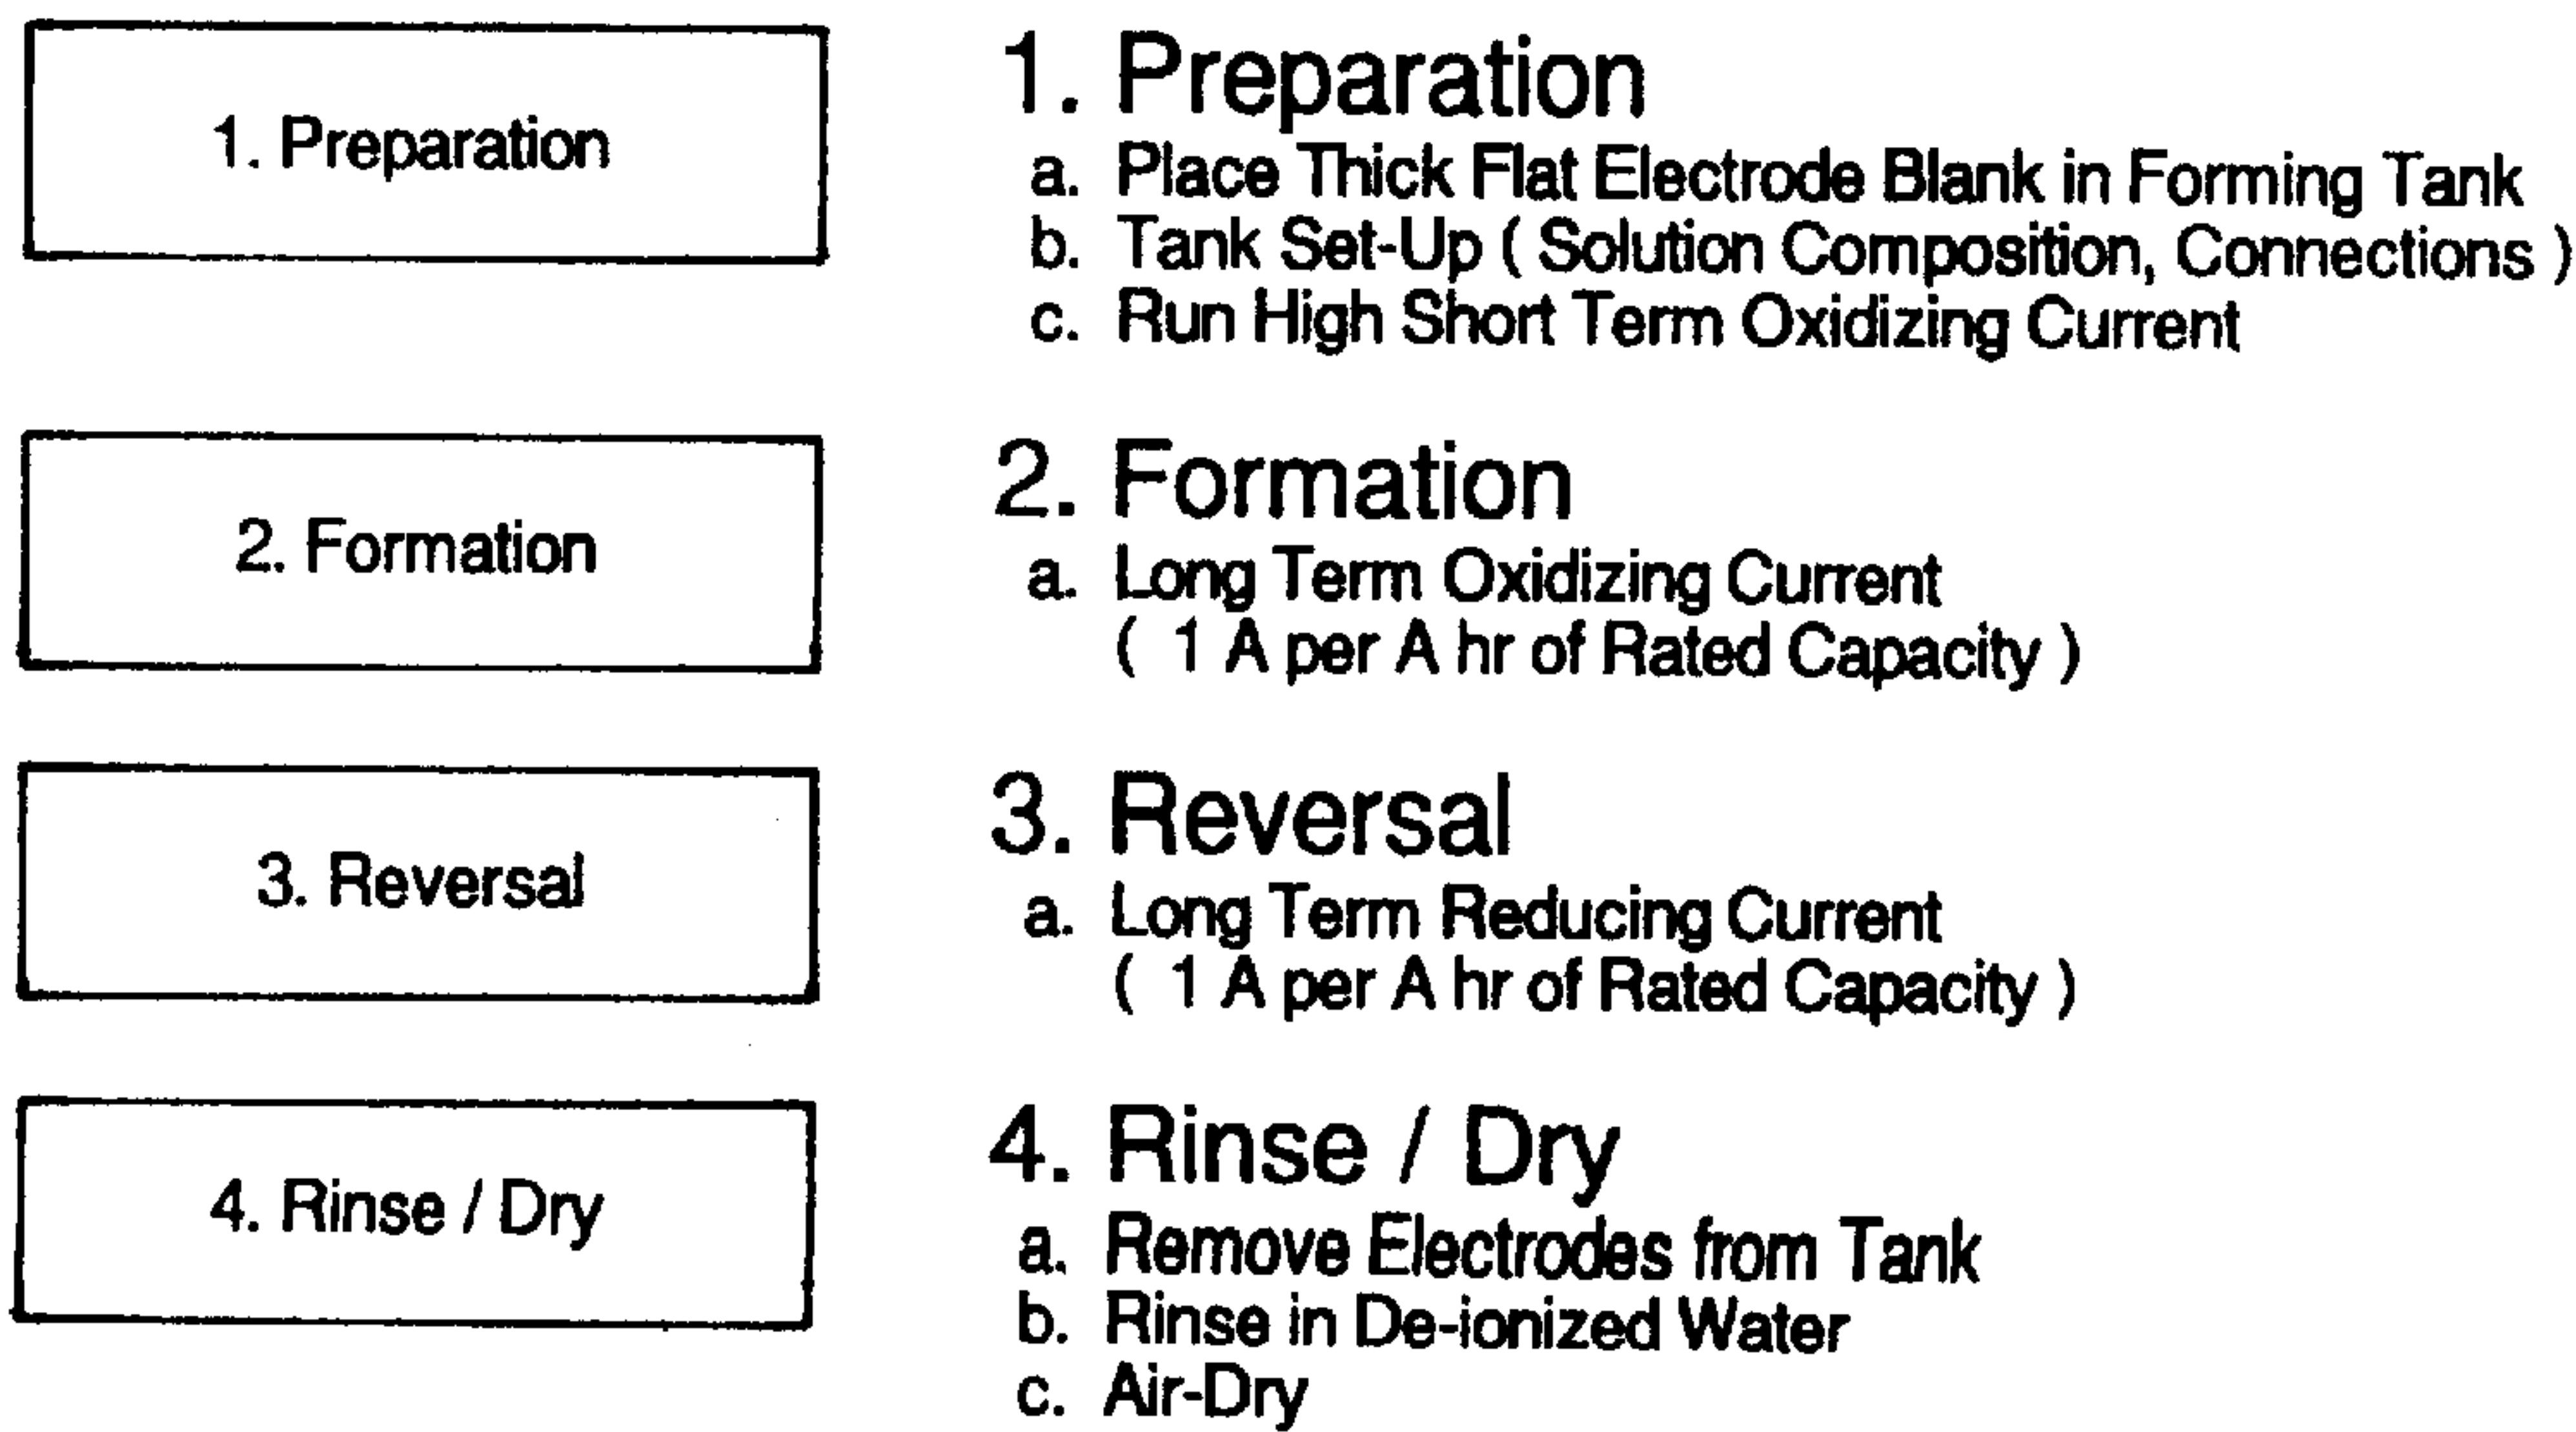 1. Preparation
1. Preparation
a. Place Thick Flat Electrode Blank in Forming Tank
b. Tank Set-Up ( Solution Composition, Connections )
c. Run High Short Term Oxidizing Current
2. Formation
2. Formation
a. Long Term Oxidizing Current
( 1 A per A hr of Rated Capacity )
3. Reversal
3. Reversal
a. Long Term Reducing Current
( 1 A per A hr of Rated Capacity )
4. Rinse / Dry
4. Rinse / Dry
a. Remove Electrodes from Tank
b. Rinse in De-ionized Water
c. Air-Dry